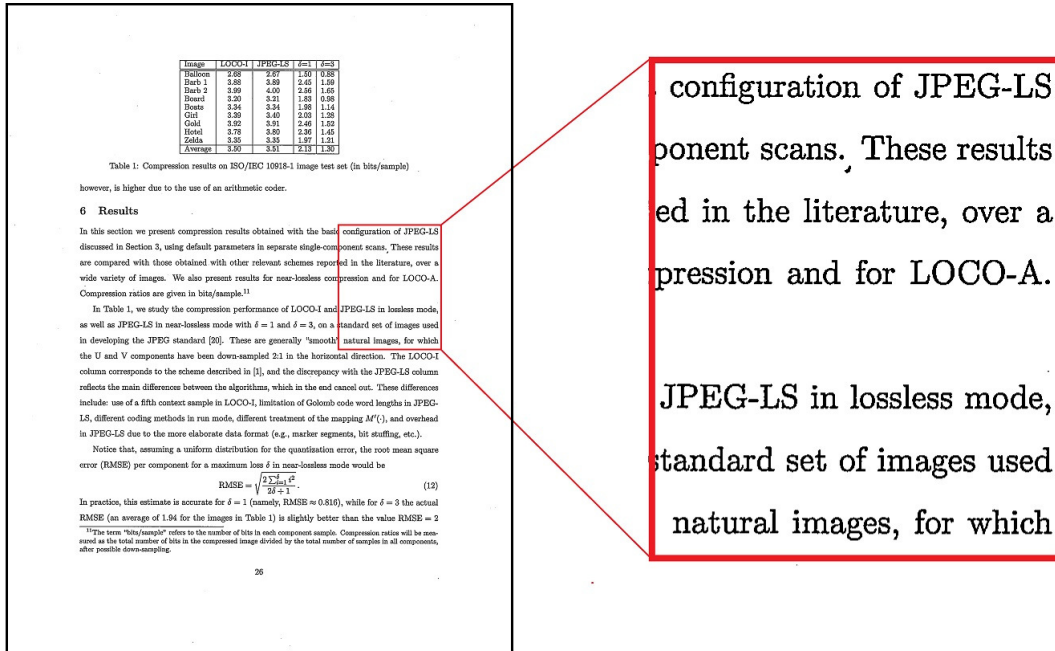 Image LOCO-I JPEG-LS δ=1 δ=3
Balloon 2.68 2.67 1.50 0.88
Barb 1 3.88 3.89 2.45 1.59
Barb 2 3.99 4.00 2.56 1.65
Board 3.20 3.21 1.83 0.98
Boats 3.34 3.34 1.98 1.14
Girl 3.39 3.40 2.03 1.28
Gold 3.92 3.91 2.46 1.52
Hotel 3.78 3.80 2.36 1.45
Zelda 3.35 3.35 1.97 1.21
Average 3.50 3.51 2.13 1.30
Table 1: Compression results on ISO/IEC 10918-1 image test set (in bits/sample)
however, is higher due to the use of an arithmetic coder.
6 Results
In this section we present compression results obtained with the basic configuration of JPEG-LS
discussed in Section 3, using default parameters in separate single-component scans. These results
are compared with those obtained with other relevant schemes reported in the literature, over a
wide variety of images. We also present results for near-lossless compression and for LOCO-A.
Compression ratios are given in bits/sample.11
In Table 1, we study the compression performance of LOCO-I and JPEG-LS in lossless mode,
as well as JPEG-LS in near-lossless mode with δ = 1 and δ = 3, on a standard set of images used
in developing the JPEG standard [20]. These are generally "smooth" natural images, for which
the U and V components have been down-sampled 2:1 in the horizontal direction. The LOCO-I
column corresponds to the scheme described in [1], and the discrepancy with the JPEG-LS column
reflects the main differences between the algorithms, which in the end cancel out. These differences
include: use of a fifth context sample in LOCO-I, limitation of Golomb code word lengths in JPEG-
LS, different coding methods in run mode, different treatment of the mapping M'(·), and overhead
in JPEG-LS due to the more elaborate data format (e.g., marker segments, bit stuffing, etc.).
Notice that, assuming a uniform distribution for the quantization error, the root mean square
error (RMSE) per component for a maximum loss δ in near-lossless mode would be
RMSE = √(2 ∑_{i=1}^{δ} i² / (2δ + 1)) . (12)
In practice, this estimate is accurate for δ = 1 (namely, RMSE ≈ 0.816), while for δ = 3 the actual
RMSE (an average of 1.94 for the images in Table 1) is slightly better than the value RMSE = 2
11The term "bits/sample" refers to the number of bits in each component sample. Compression ratios will be mea-
sured as the total number of bits in the compressed image divided by the total number of samples in all components,
after possible down-sampling.
26
configuration of JPEG-LS
ponent scans. These results
ed in the literature, over a
pression and for LOCO-A.
JPEG-LS in lossless mode,
standard set of images used
natural images, for which